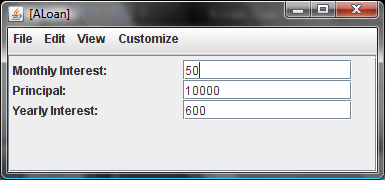 [ALoan]
File Edit View Customize
Monthly Interest: 50
Principal: 10000
Yearly Interest: 600